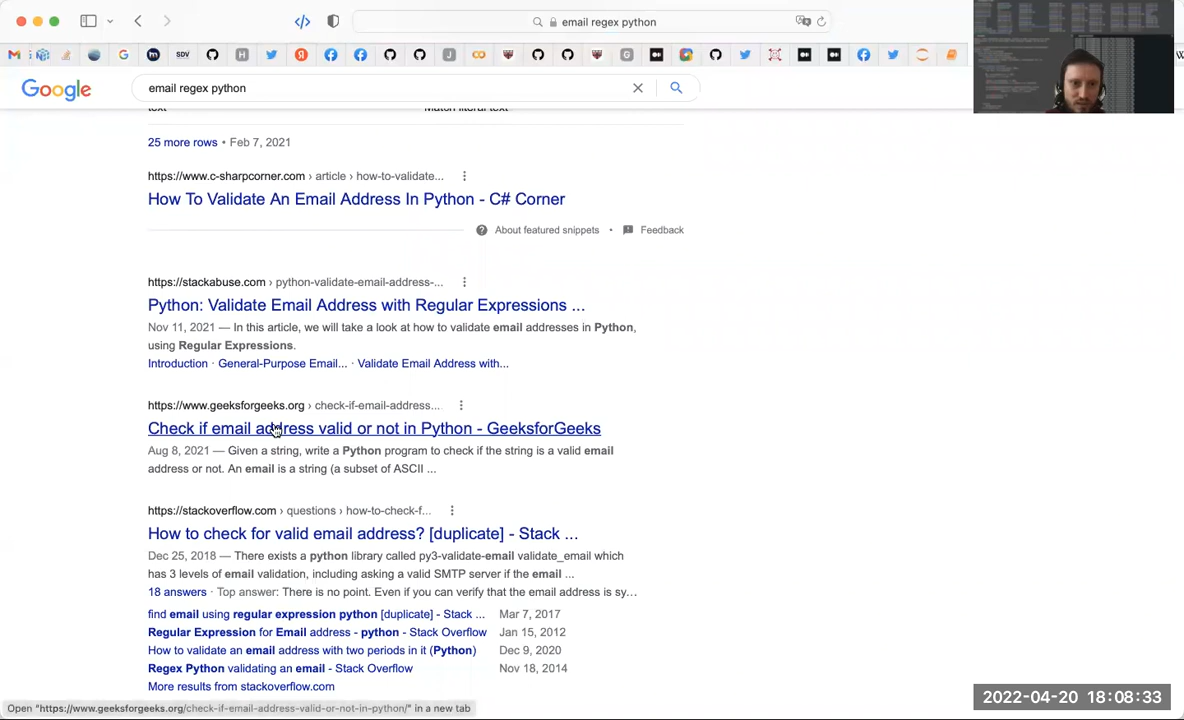 email regex python
SDV
Google
email regex python
text
Match literal text
25 more rows • Feb 7, 2021
https://www.c-sharpcorner.com › article › how-to-validate...
How To Validate An Email Address In Python - C# Corner
About featured snippets • Feedback
https://stackabuse.com › python-validate-email-address-...
Python: Validate Email Address with Regular Expressions ...
Nov 11, 2021 — In this article, we will take a look at how to validate email addresses in Python,
using Regular Expressions.
Introduction · General-Purpose Email... · Validate Email Address with...
https://www.geeksforgeeks.org › check-if-email-address...
Check if email address valid or not in Python - GeeksforGeeks
Aug 8, 2021 — Given a string, write a Python program to check if the string is a valid email
address or not. An email is a string (a subset of ASCII ...
https://stackoverflow.com › questions › how-to-check-f...
How to check for valid email address? [duplicate] - Stack ...
Dec 25, 2018 — There exists a python library called py3-validate-email validate_email which
has 3 levels of email validation, including asking a valid SMTP server if the email ...
18 answers · Top answer: There is no point. Even if you can verify that the email address is sy...
find email using regular expression python [duplicate] - Stack ... Mar 7, 2017
Regular Expression for Email address - python - Stack Overflow Jan 15, 2012
How to validate an email address with two periods in it (Python) Dec 9, 2020
Regex Python validating an email - Stack Overflow Nov 18, 2014
More results from stackoverflow.com
Open "https://www.geeksforgeeks.org/check-if-email-address-valid-or-not-in-python/" in a new tab
2022-04-20 18:08:33